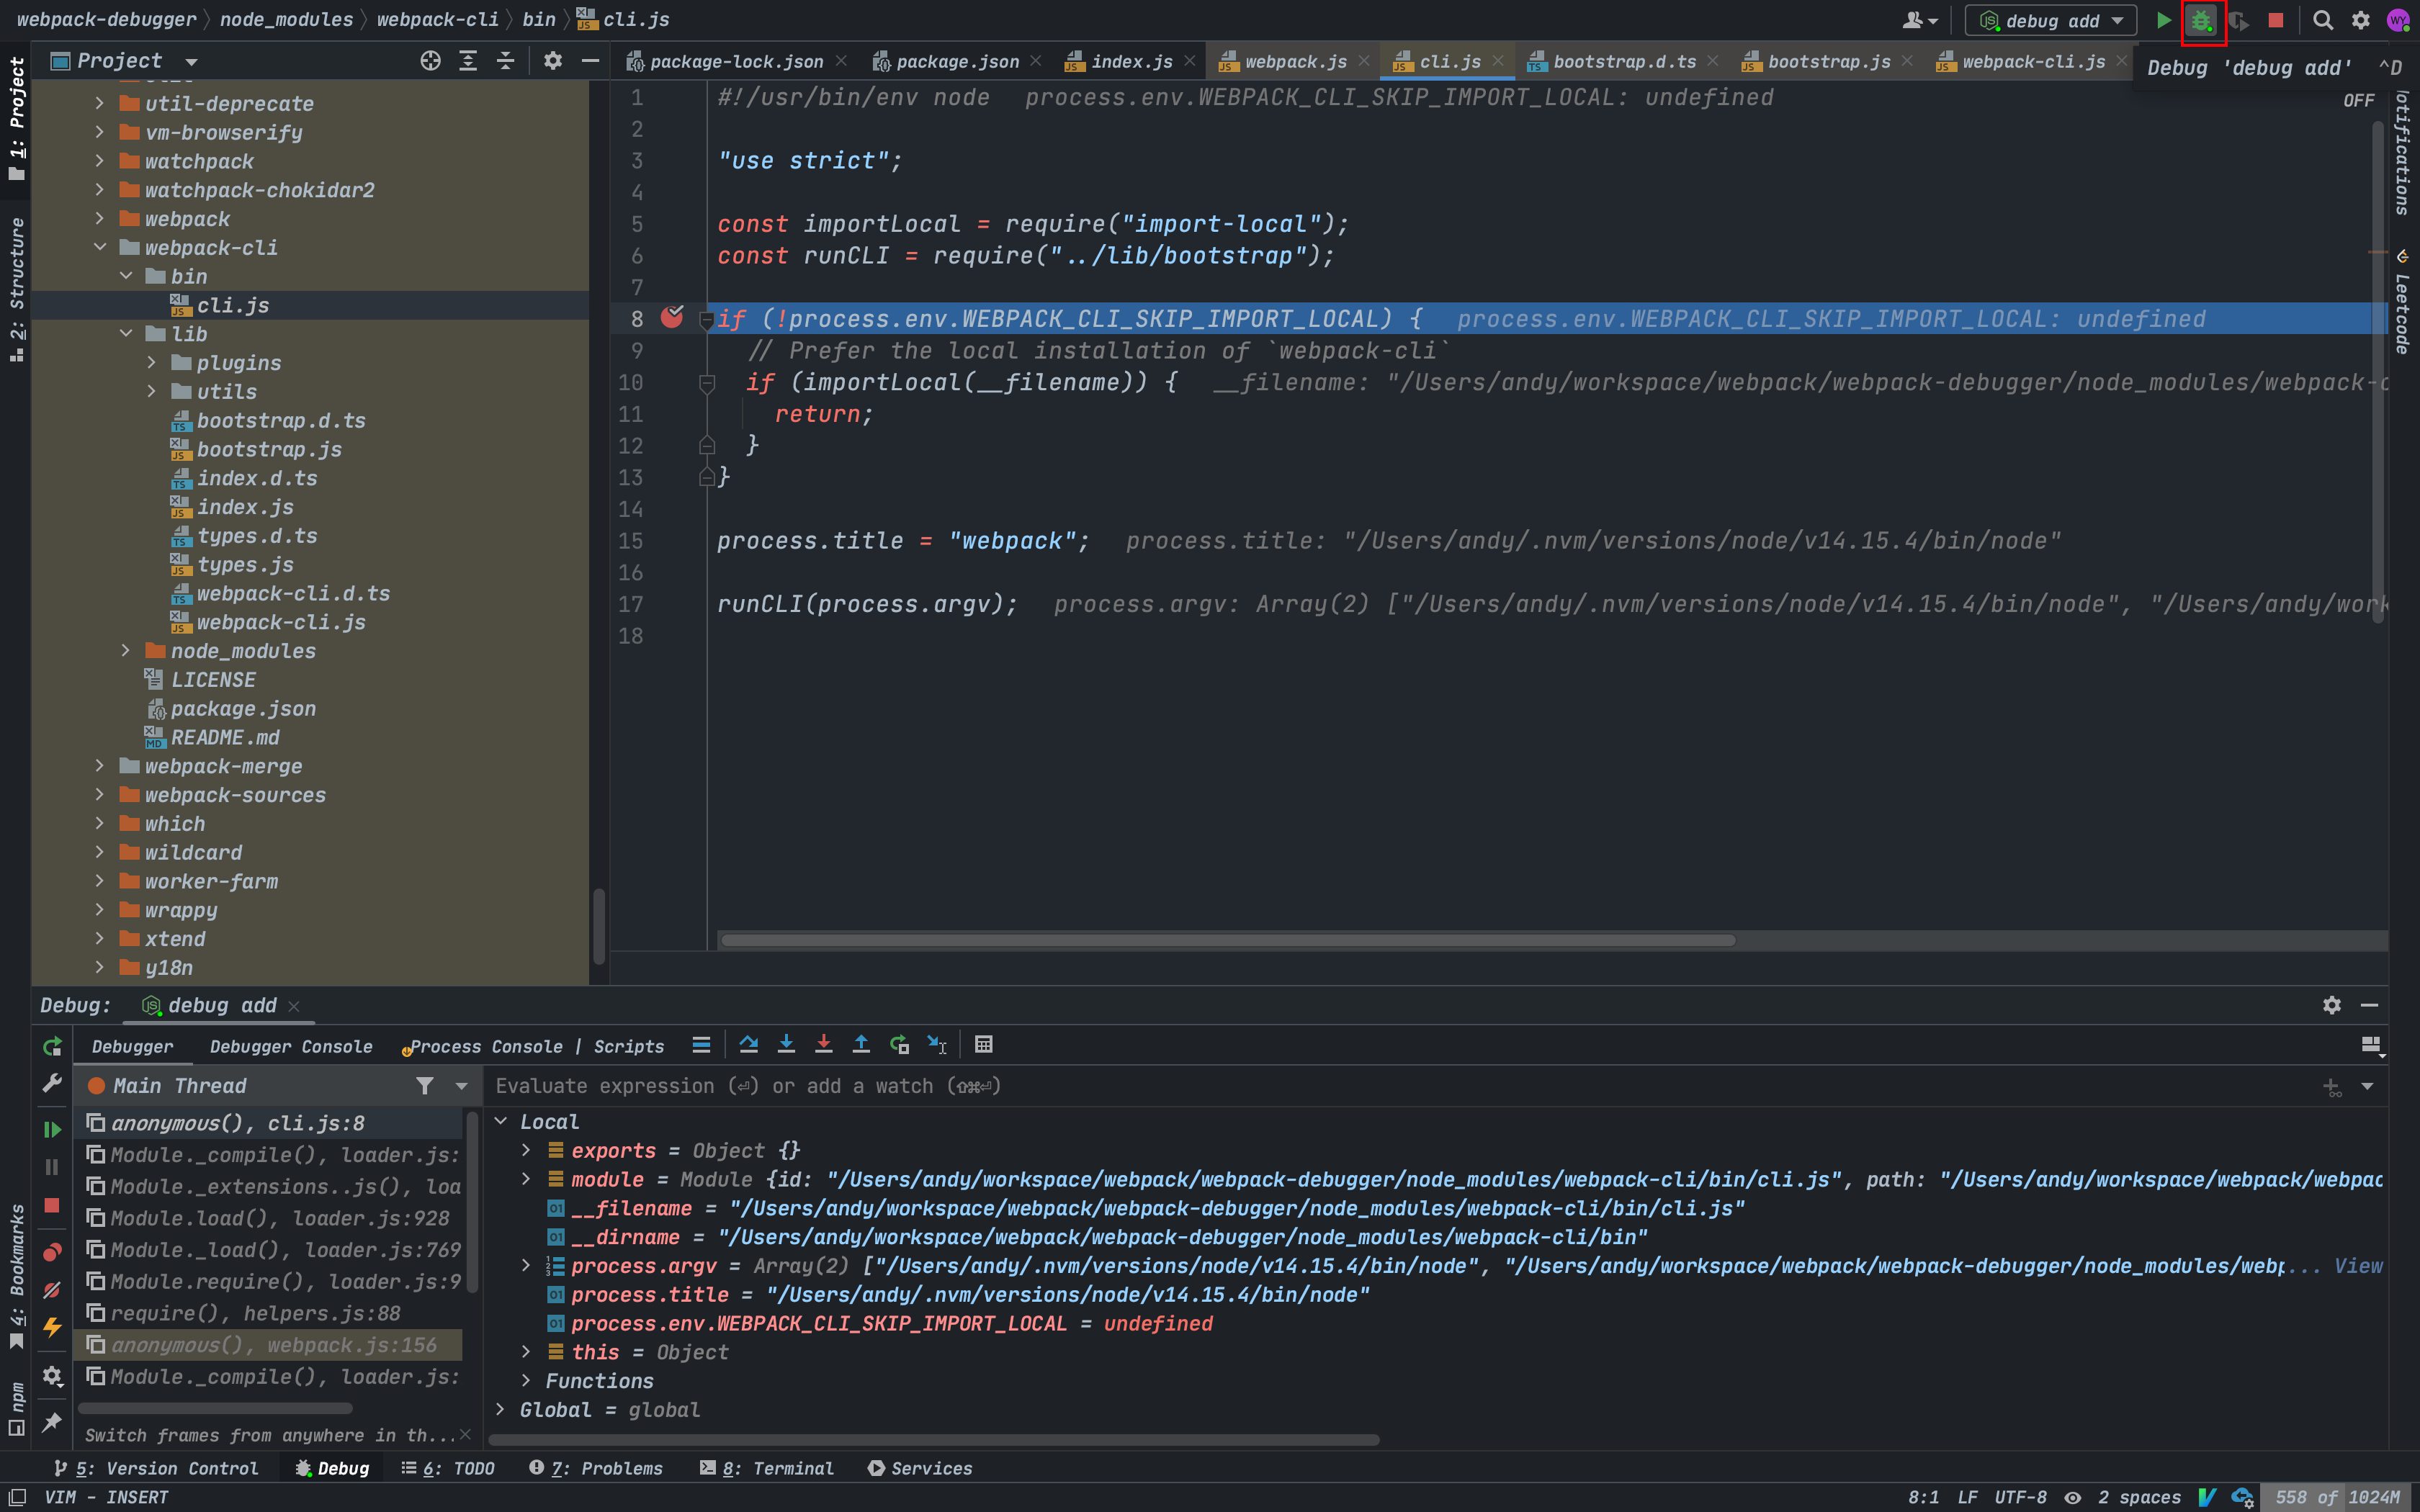 webpack-debugger 〉 node_modules 〉 webpack-cli 〉 bin 〉 cli.js
debug add
WY
Debug 'debug add' ^D
1: Project
2: Structure
4: Bookmarks
npm
Project
util-deprecate
vm-browserify
watchpack
watchpack-chokidar2
webpack
webpack-cli
bin
cli.js
lib
plugins
utils
bootstrap.d.ts
bootstrap.js
index.d.ts
index.js
types.d.ts
types.js
webpack-cli.d.ts
webpack-cli.js
node_modules
LICENSE
package.json
README.md
webpack-merge
webpack-sources
which
wildcard
worker-farm
wrappy
xtend
y18n
package-lock.json package.json index.js webpack.js cli.js bootstrap.d.ts bootstrap.js webpack-cli.js
OFF
otifications
Leetcode
1 #!/usr/bin/env node process.env.WEBPACK_CLI_SKIP_IMPORT_LOCAL: undefined
2
3 "use strict";
4
5 const importLocal = require("import-local");
6 const runCLI = require("../lib/bootstrap");
7
8 if (!process.env.WEBPACK_CLI_SKIP_IMPORT_LOCAL) { process.env.WEBPACK_CLI_SKIP_IMPORT_LOCAL: undefined
9 // Prefer the local installation of `webpack-cli`
10 if (importLocal(__filename)) { __filename: "/Users/andy/workspace/webpack/webpack-debugger/node_modules/webpack-c
11 return;
12 }
13 }
14
15 process.title = "webpack"; process.title: "/Users/andy/.nvm/versions/node/v14.15.4/bin/node"
16
17 runCLI(process.argv); process.argv: Array(2) ["/Users/andy/.nvm/versions/node/v14.15.4/bin/node", "/Users/andy/work
18
Debug: debug add
Debugger Debugger Console Process Console | Scripts
Main Thread
anonymous(), cli.js:8
Module._compile(), loader.js:
Module._extensions..js(), loa
Module.load(), loader.js:928
Module._load(), loader.js:769
Module.require(), loader.js:9
require(), helpers.js:88
anonymous(), webpack.js:156
Module._compile(), loader.js:
Switch frames from anywhere in th...
Evaluate expression (⏎) or add a watch (⇧⌘⏎)
Local
exports = Object {}
module = Module {id: "/Users/andy/workspace/webpack/webpack-debugger/node_modules/webpack-cli/bin/cli.js", path: "/Users/andy/workspace/webpack/webpac
__filename = "/Users/andy/workspace/webpack/webpack-debugger/node_modules/webpack-cli/bin/cli.js"
__dirname = "/Users/andy/workspace/webpack/webpack-debugger/node_modules/webpack-cli/bin"
process.argv = Array(2) ["/Users/andy/.nvm/versions/node/v14.15.4/bin/node", "/Users/andy/workspace/webpack/webpack-debugger/node_modules/webp... View
process.title = "/Users/andy/.nvm/versions/node/v14.15.4/bin/node"
process.env.WEBPACK_CLI_SKIP_IMPORT_LOCAL = undefined
this = Object
Functions
Global = global
5: Version Control Debug 6: TODO 7: Problems 8: Terminal Services
VIM - INSERT 8:1 LF UTF-8 2 spaces 558 of 1024M